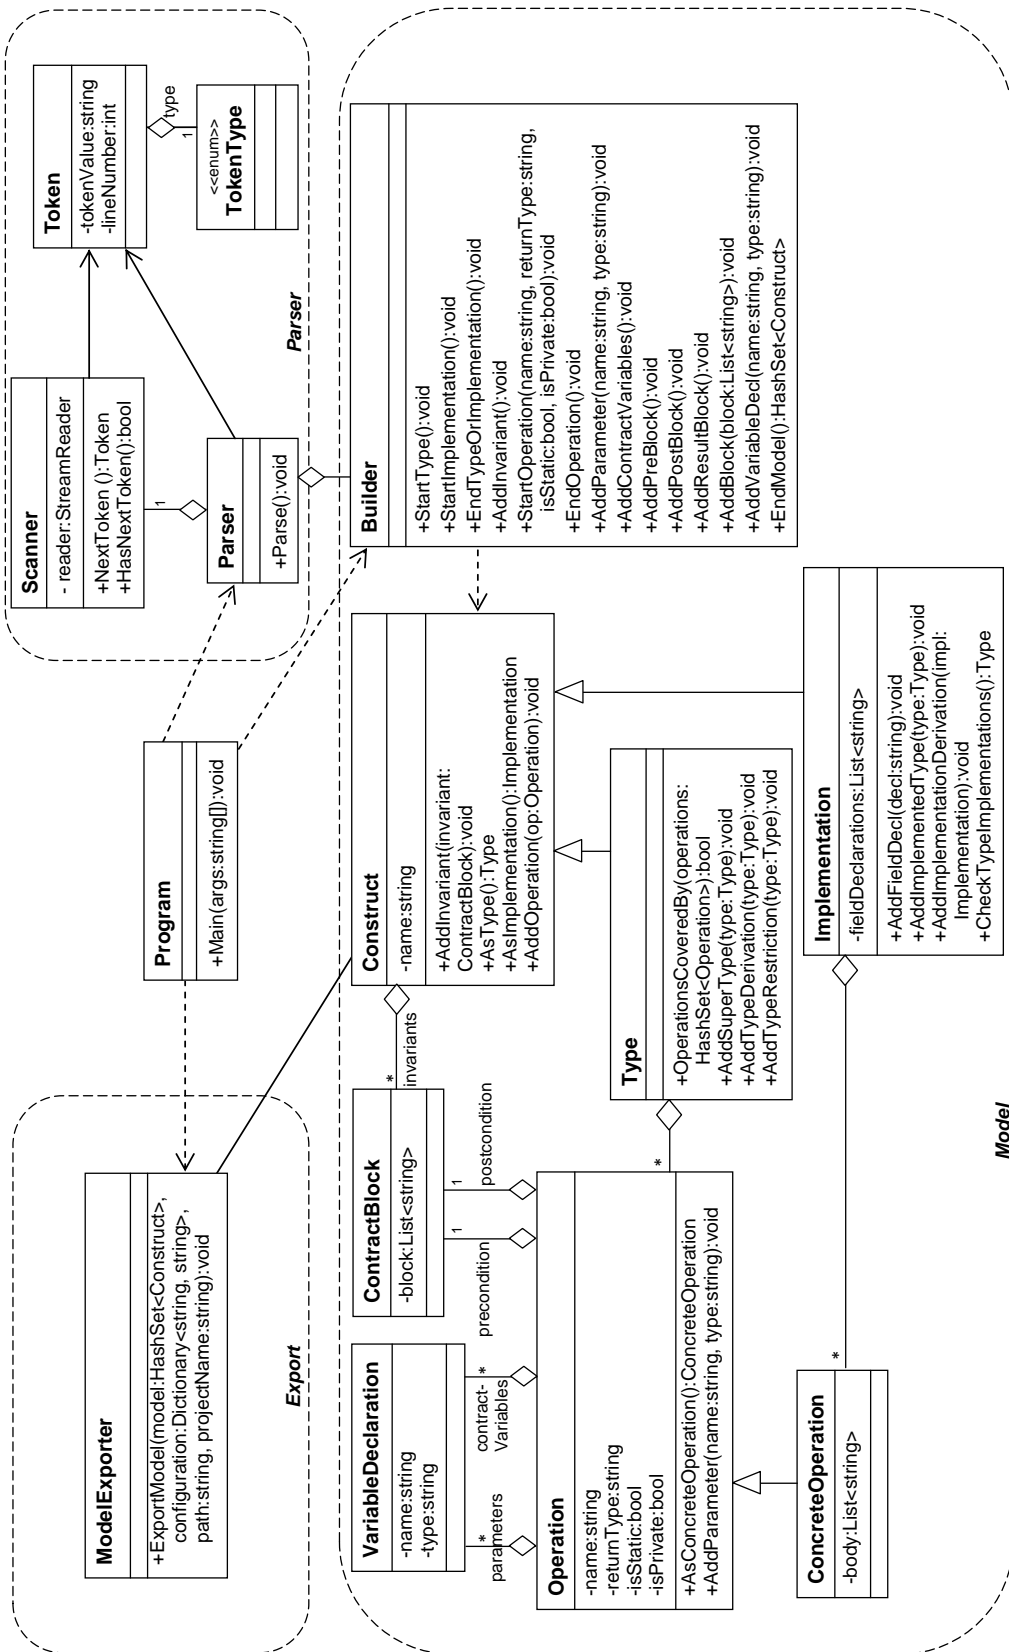 ModelExporter
+ExportModel(model:HashSet<Construct>,
configuration:Dictionary<string, string>,
path:string, projectName:string):void
Export
Program
+Main(args:string[]):void
Scanner
- reader:StreamReader
+NextToken ():Token
+HasNextToken():bool
1
Parser
+Parse():void
Token
-tokenValue:string
-lineNumber:int
type
1
<<enum>>
TokenType
Parser
VariableDeclaration
-name:string
-type:string
*
parameters
*
contract-
Variables
ContractBlock
-block:List<string>
1
precondition
1
postcondition
*
invariants
Construct
-name:string
+AddInvariant(invariant:
ContractBlock):void
+AsType():Type
+AsImplementation():Implementation
+AddOperation(op:Operation):void
Builder
+StartType():void
+StartImplementation():void
+EndTypeOrImplementation():void
+AddInvariant():void
+StartOperation(name:string, returnType:string,
isStatic:bool, isPrivate:bool):void
+EndOperation():void
+AddParameter(name:string, type:string):void
+AddContractVariables():void
+AddPreBlock():void
+AddPostBlock():void
+AddResultBlock():void
+AddBlock(block:List<string>):void
+AddVariableDecl(name:string, type:string):void
+EndModel():HashSet<Construct>
Operation
-name:string
-returnType:string
-isStatic:bool
-isPrivate:bool
+AsConcreteOperation():ConcreteOperation
+AddParameter(name:string, type:string):void
*
Type
+OperationsCoveredBy(operations:
HashSet<Operation>):bool
+AddSuperType(type:Type):void
+AddTypeDerivation(type:Type):void
+AddTypeRestriction(type:Type):void
ConcreteOperation
-body:List<string>
*
Implementation
-fieldDeclarations:List<string>
+AddFieldDecl(decl:string):void
+AddImplementedType(type:Type):void
+AddImplementationDerivation(impl:
Implementation):void
+CheckTypeImplementations():Type
Model